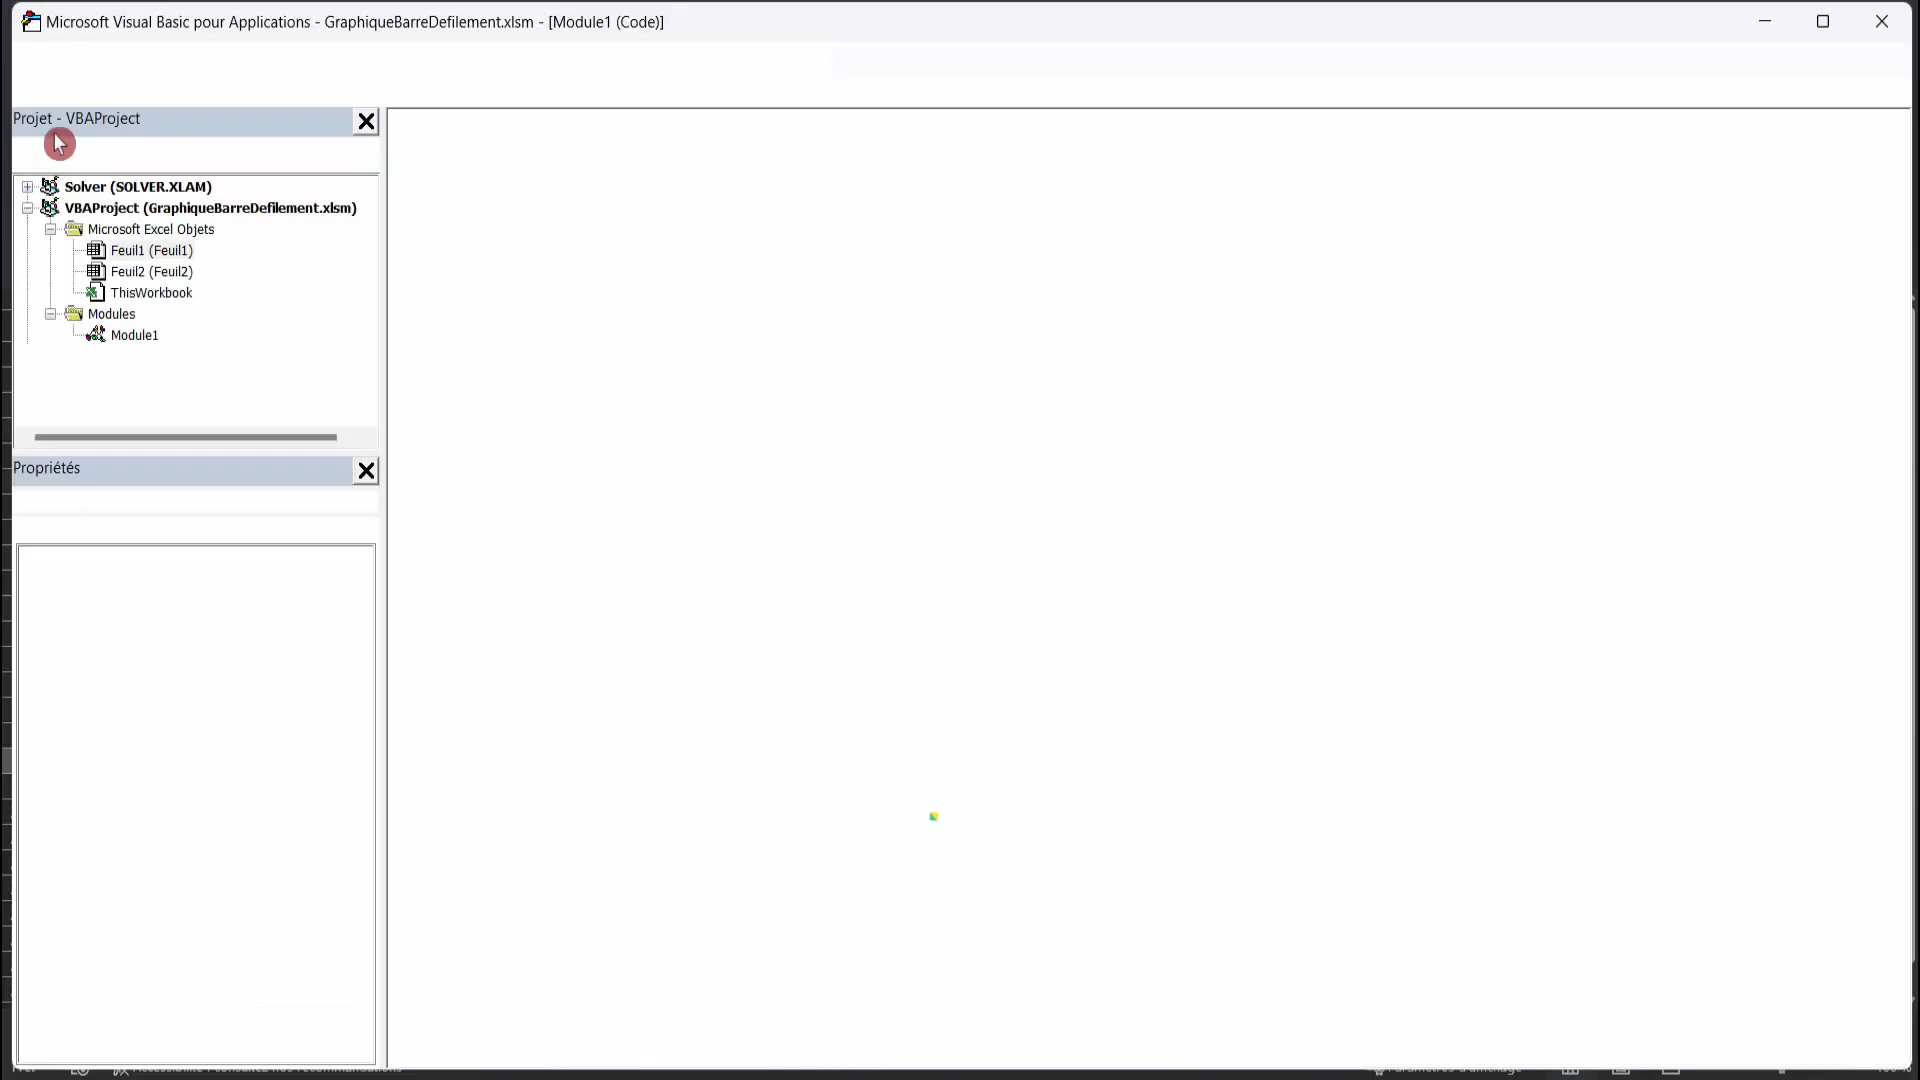 Microsoft Visual Basic pour Applications - GraphiqueBarreDefilement.xlsm - [Module1 (Code)]
Projet - VBAProject
Solver (SOLVER.XLAM)
VBAProject (GraphiqueBarreDefilement.xlsm)
Microsoft Excel Objets
Feuil1 (Feuil1)
Feuil2 (Feuil2)
ThisWorkbook
Modules
Module1
Propriétés